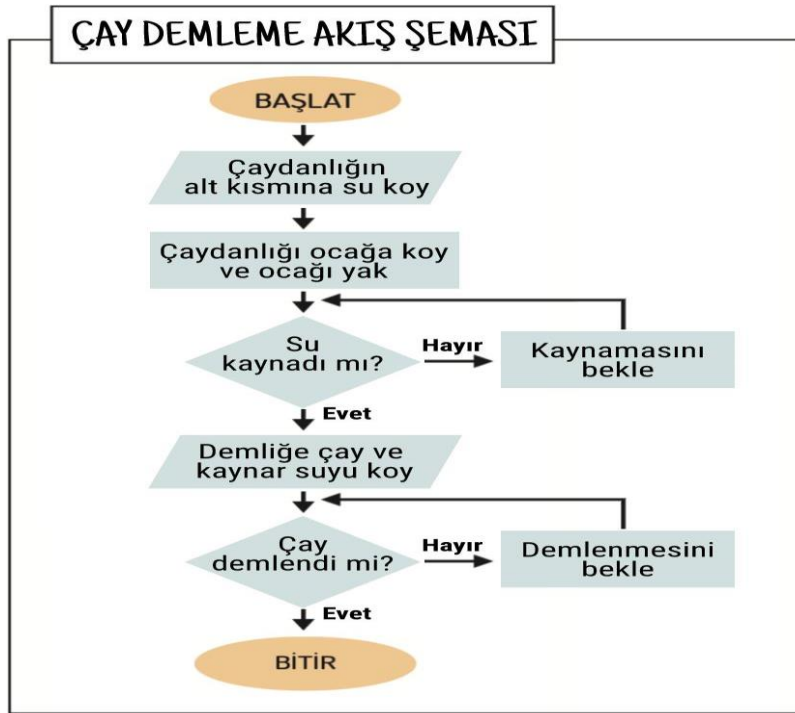 ÇAY DEMLEME AKIŞ ŞEMASI
BAŞLAT
Çaydanlığın
alt kısmına su koy
Çaydanlığı ocağa koy
ve ocağı yak
Su
kaynadı mı?
Hayır
Kaynamasını
bekle
Evet
Demliğe çay ve
kaynar suyu koy
Çay
demlendi mi?
Hayır
Demlenmesini
bekle
Evet
BİTİR